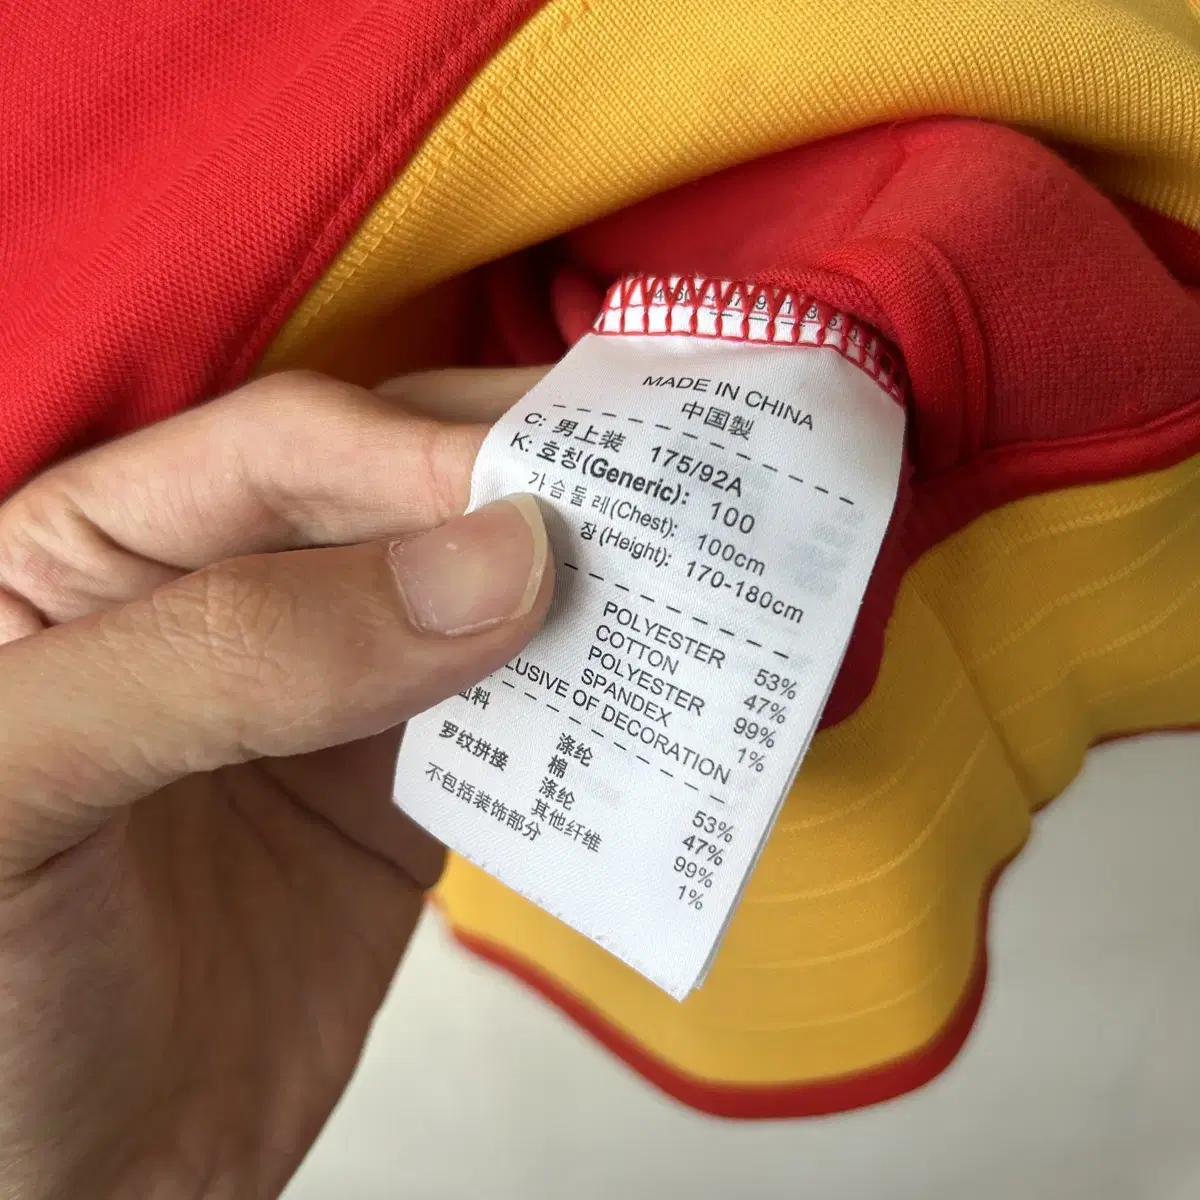 MADE IN CHINA
中国製
C: 男上装 175/92A
K: 호칭(Generic): 100
가슴둘레(Chest): 100cm
장(Height): 170-180cm
POLYESTER 53%
COTTON 47%
POLYESTER 99%
SPANDEX 1%
OF DECORATION
涤纶 53%
棉 47%
罗纹拼接 涤纶 99%
其他纤维 1%
不包括装饰部分